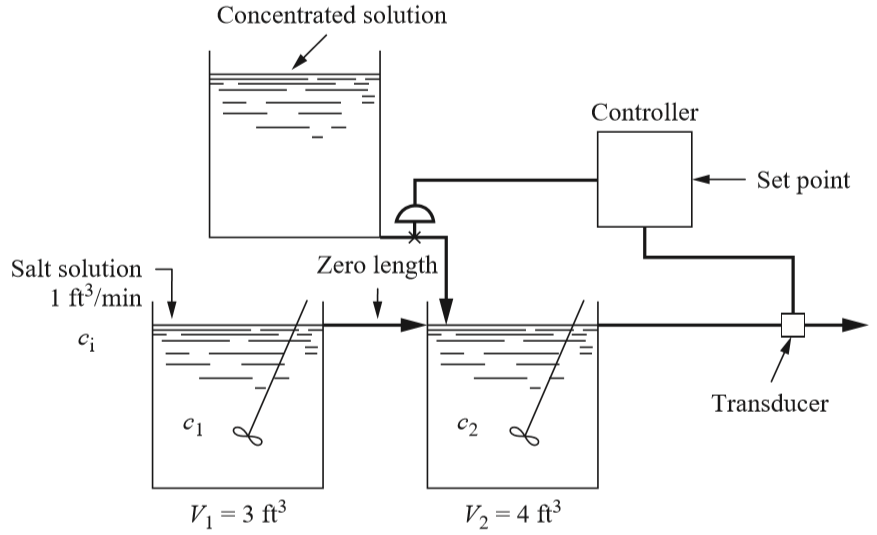 Concentrated solution
Controller
Set point
Salt solution
1 ft³/min
cᵢ
Zero length
Transducer
c₁
c₂
V₁ = 3 ft³
V₂ = 4 ft³